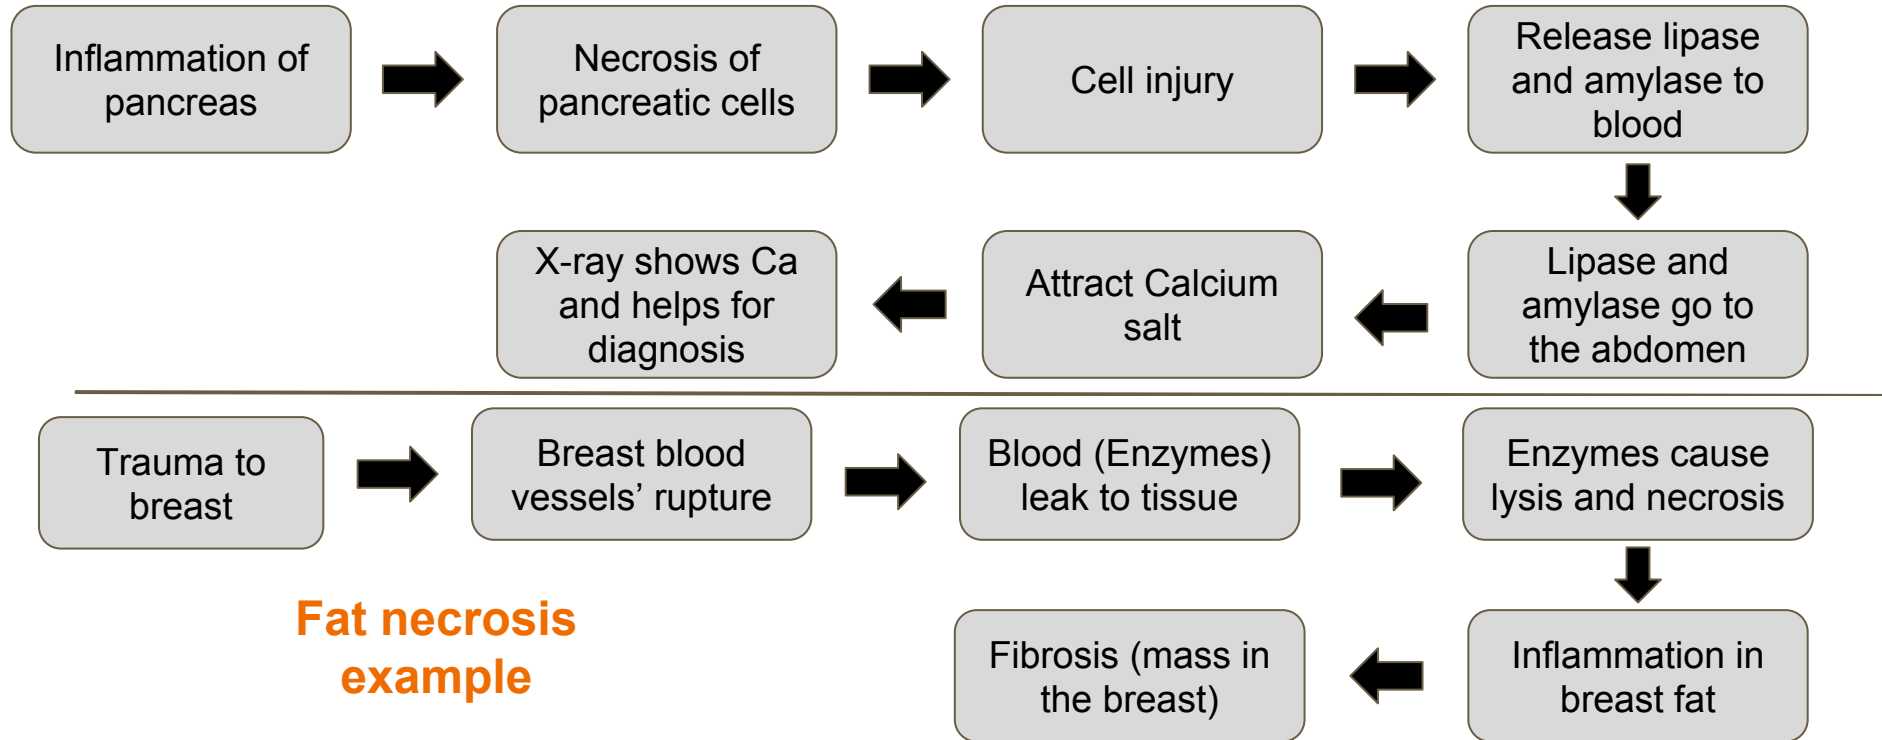 Inflammation of
pancreas
Necrosis of
pancreatic cells
Cell injury
Release lipase
and amylase to
blood
Lipase and
amylase go to
the abdomen
Attract Calcium
salt
X-ray shows Ca
and helps for
diagnosis
Trauma to
breast
Breast blood
vessels’ rupture
Blood (Enzymes)
leak to tissue
Enzymes cause
lysis and necrosis
Inflammation in
breast fat
Fibrosis (mass in
the breast)
Fat necrosis
example